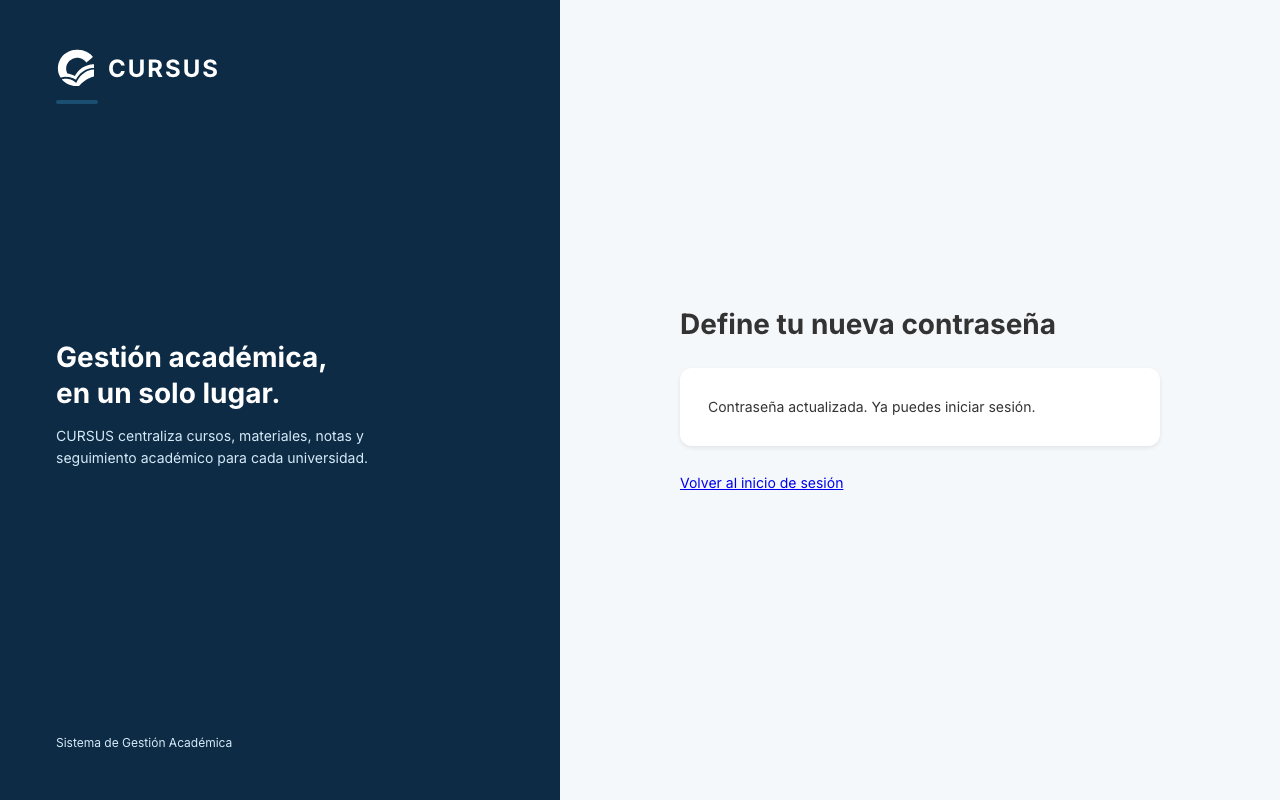 CURSUS
Gestión académica,
en un solo lugar.
CURSUS centraliza cursos, materiales, notas y
seguimiento académico para cada universidad.
Sistema de Gestión Académica
Define tu nueva contraseña
Contraseña actualizada. Ya puedes iniciar sesión.
Volver al inicio de sesión